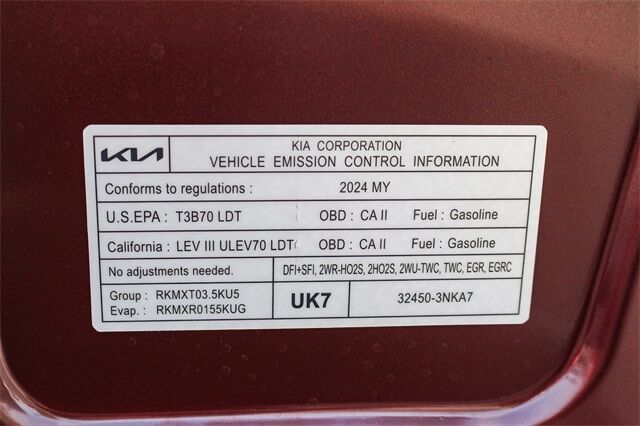 KIA
KIA CORPORATION
VEHICLE EMISSION CONTROL INFORMATION
Conforms to regulations : 2024 MY
U.S.EPA : T3B70 LDT OBD : CA II Fuel : Gasoline
California : LEV III ULEV70 LDT OBD : CA II Fuel : Gasoline
No adjustments needed. DFI+SFI, 2WR-HO2S, 2HO2S, 2WU-TWC, TWC, EGR, EGRC
Group : RKMXT03.5KU5
Evap. : RKMXR0155KUG
UK7
32450-3NKA7